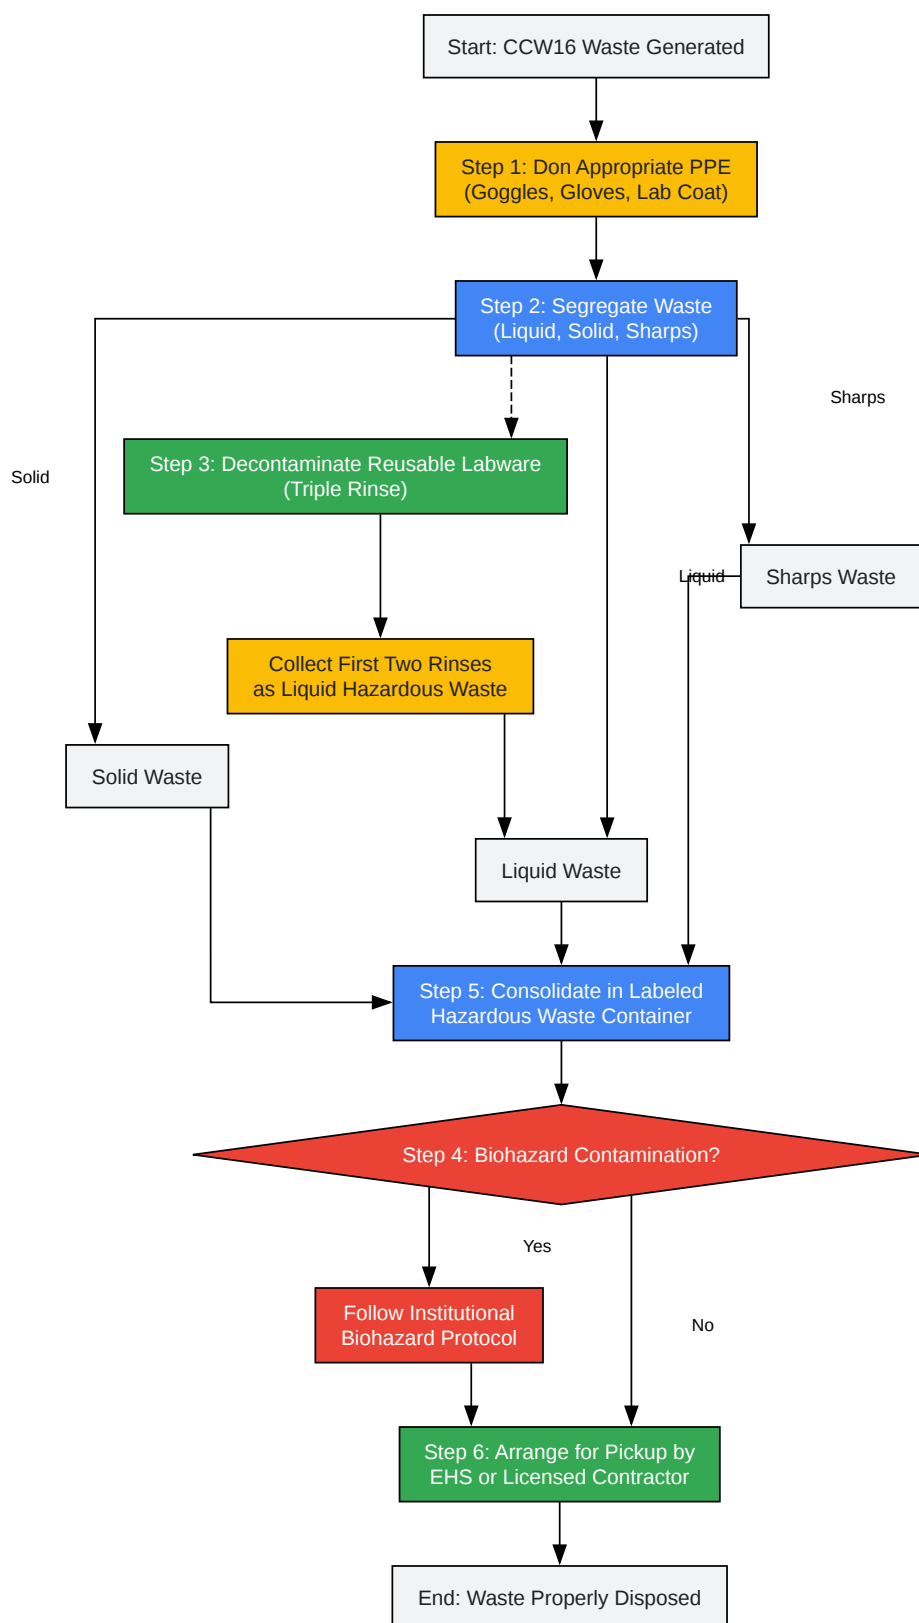 Start: CCW16 Waste Generated
Step 1: Don Appropriate PPE
(Goggles, Gloves, Lab Coat)
Step 2: Segregate Waste
(Liquid, Solid, Sharps)
Sharps
Step 3: Decontaminate Reusable Labware
(Triple Rinse)
Solid
Liquid
Sharps Waste
Collect First Two Rinses
as Liquid Hazardous Waste
Solid Waste
Liquid Waste
Step 5: Consolidate in Labeled
Hazardous Waste Container
Step 4: Biohazard Contamination?
Yes
Follow Institutional
Biohazard Protocol
No
Step 6: Arrange for Pickup by
EHS or Licensed Contractor
End: Waste Properly Disposed